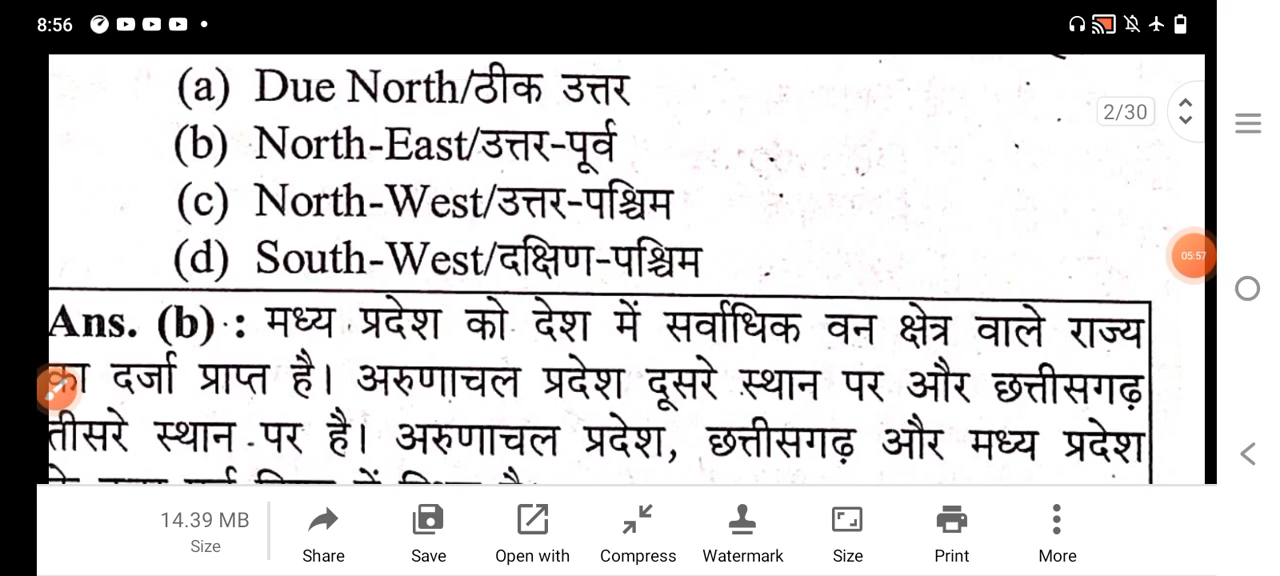 8:56
(a) Due North/ठीक उत्तर
2/30
(b) North-East/उत्तर-पूर्व
(c) North-West/उत्तर-पश्चिम
(d) South-West/दक्षिण-पश्चिम
05:57
Ans. (b) : मध्य प्रदेश को देश में सर्वाधिक वन क्षेत्र वाले राज्य
का दर्जा प्राप्त है। अरुणाचल प्रदेश दूसरे स्थान पर और छत्तीसगढ़
तीसरे स्थान पर है। अरुणाचल प्रदेश, छत्तीसगढ़ और मध्य प्रदेश
14.39 MB
Size
Share
Save
Open with
Compress
Watermark
Size
Print
More